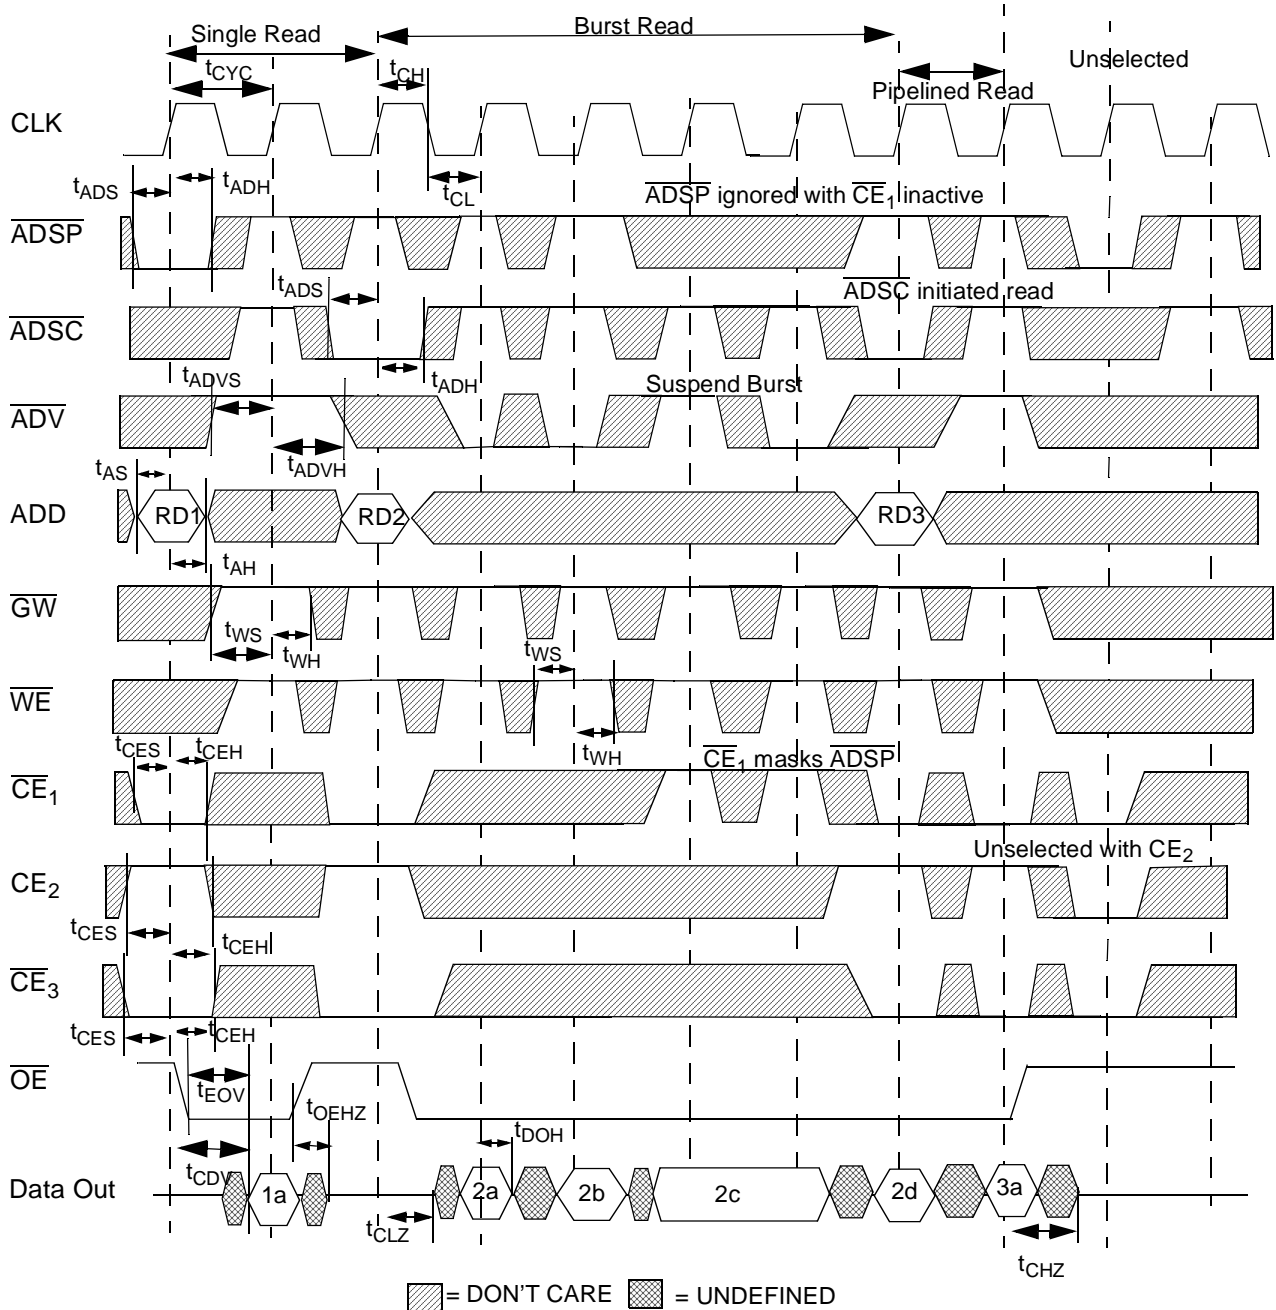 Single Read
Burst Read
Unselected
tCYC
tCH
Pipelined Read
CLK
tADS
tADH
tCL
ADSP ignored with CE1 inactive
ADSP
tADS
ADSC initiated read
ADSC
tADVS
tADH
Suspend Burst
ADV
tAS
tADVH
ADD
RD1
RD2
RD3
tAH
GW
tWS
tWH
tWS
WE
tCES
tCEH
tWH
CE1 masks ADSP
CE1
Unselected with CE2
CE2
tCES
tCEH
CE3
tCES
tCEH
OE
tEOV
tOEHZ
tDOH
tCDV
Data Out
1a
2a
2b
2c
2d
3a
tCLZ
tCHZ
= DON'T CARE
= UNDEFINED